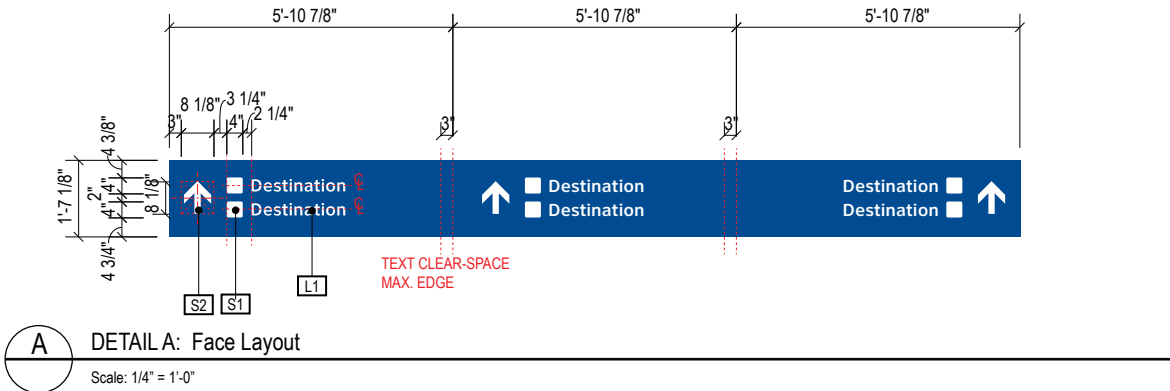 5'-10 7/8" 5'-10 7/8" 5'-10 7/8"
3" 8 1/8" 3 1/4" 4" 2 1/4" 3" 3"
1'-7 1/8" 4 3/8" 4" 2" 4" 4 3/4" 8 1/8"
Destination ℄ Destination Destination
Destination ℄ Destination Destination
TEXT CLEAR-SPACE
MAX. EDGE
S2 S1 L1
A DETAIL A: Face Layout
Scale: 1/4" = 1'-0"